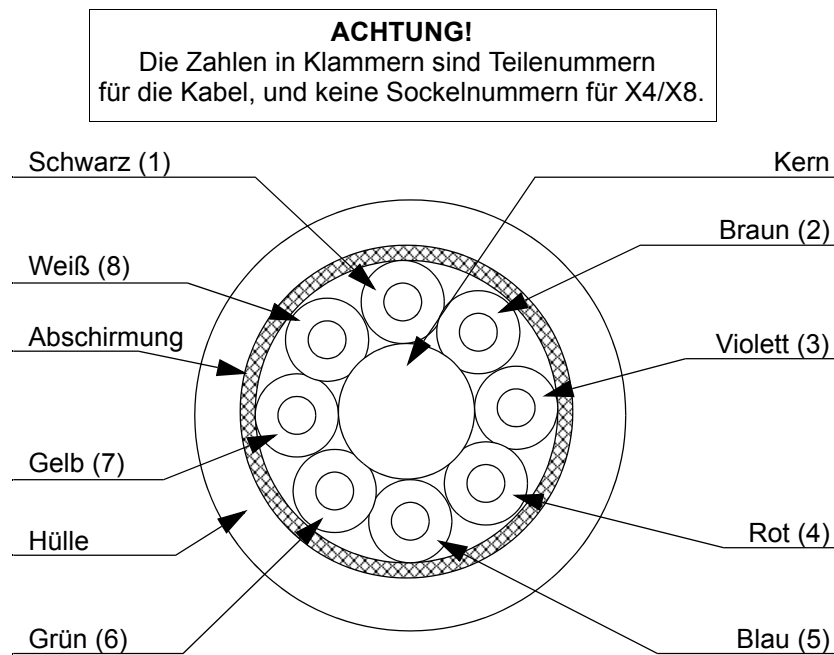 ACHTUNG!
Die Zahlen in Klammern sind Teilenummern
für die Kabel, und keine Sockelnummern für X4/X8.
Schwarz (1)
Kern
Braun (2)
Weiß (8)
Abschirmung
Violett (3)
Gelb (7)
Hülle
Rot (4)
Grün (6)
Blau (5)